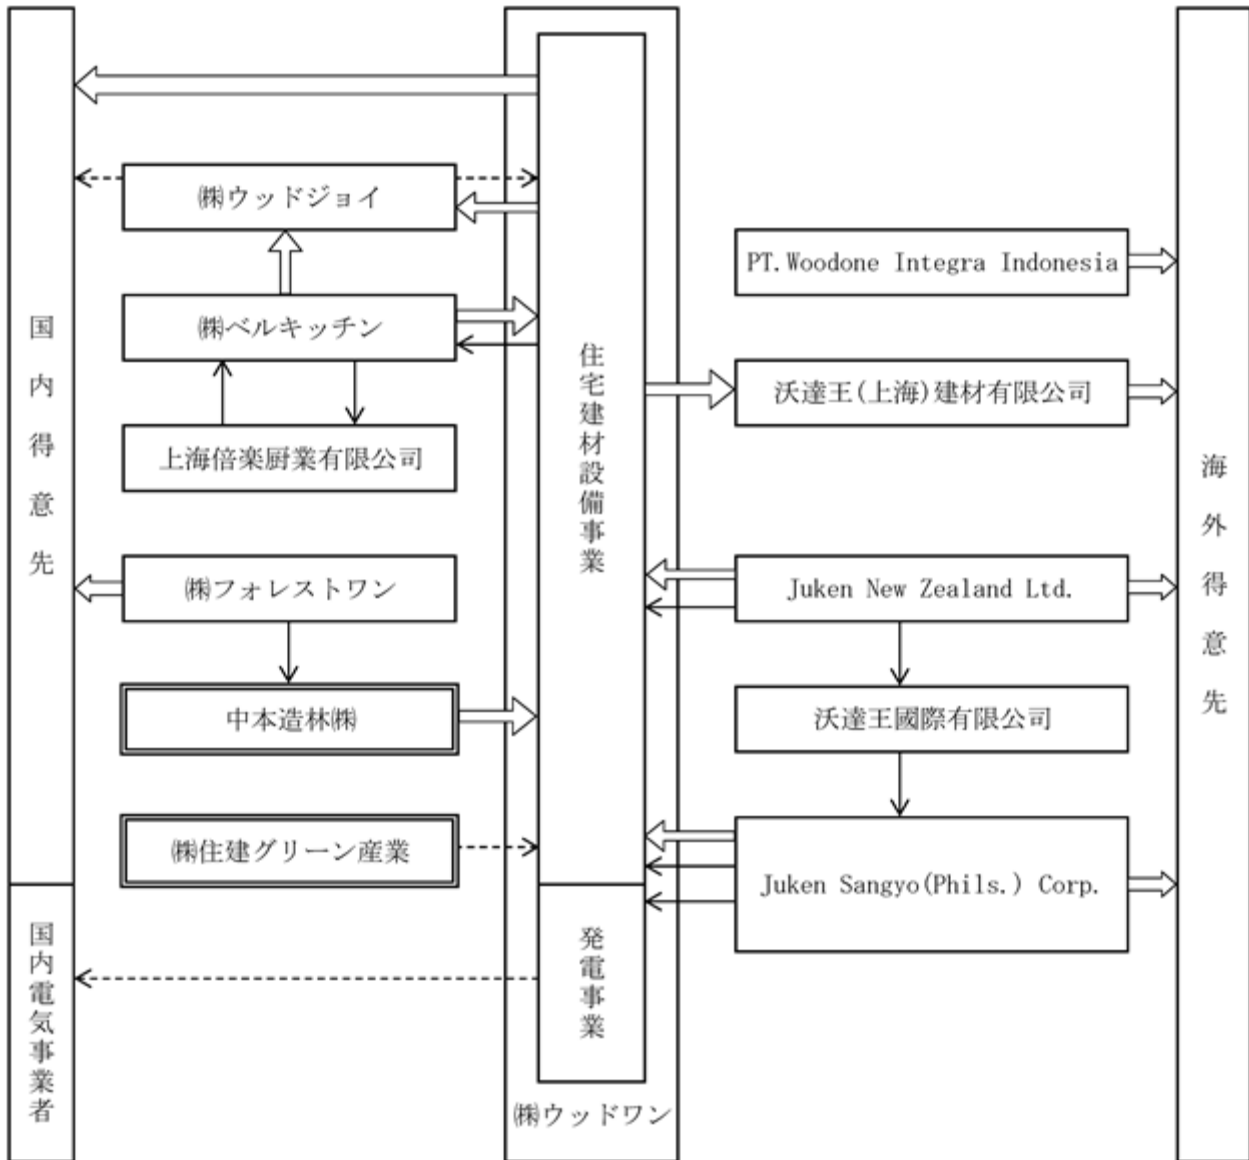 国内得意先
国内電気事業者
㈱ウッドジョイ
㈱ベルキッチン
上海倍楽厨業有限公司
㈱フォレストワン
中本造林㈱
㈱住建グリーン産業
住宅建材設備事業
発電事業
㈱ウッドワン
PT.Woodone Integra Indonesia
沃達王(上海)建材有限公司
Juken New Zealand Ltd.
沃達王國際有限公司
Juken Sangyo(Phils.) Corp.
海外得意先